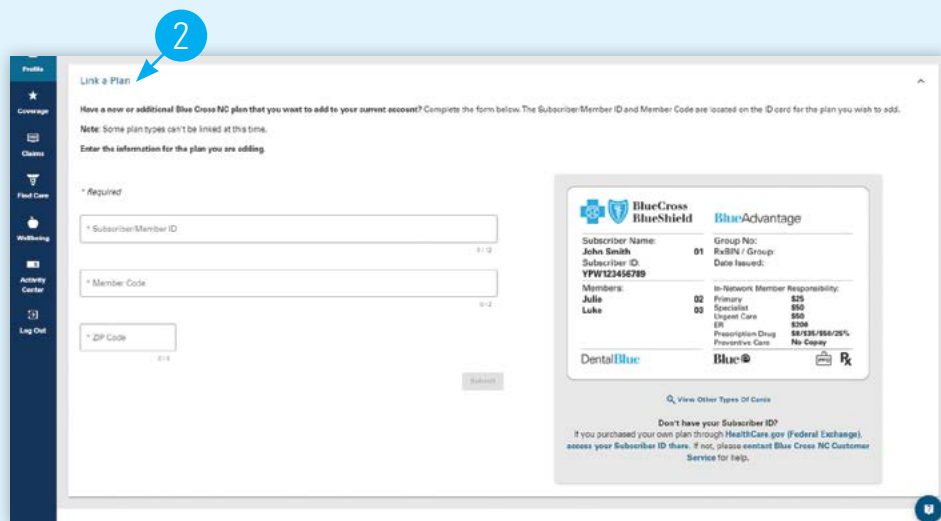 2
Profile
Coverage
Claims
Find Care
Wellbeing
Activity
Center
Log Out
Link a Plan
Have a new or additional Blue Cross NC plan that you want to add to your current account? Complete the form below. The Subscriber/Member ID and Member Code are located on the ID card for the plan you wish to add.
Note: Some plan types can't be linked at this time.
Enter the information for the plan you are adding.
* Required
* Subscriber/Member ID
* Member Code
0 / 2
* ZIP Code
Submit
BlueCross
BlueShield
BlueAdvantage
Subscriber Name:
John Smith 01
Subscriber ID:
YPW123456789
Members:
Julie 02
Luke 03
Group No:
RxBIN / Group:
Date Issued:
In-Network Member Responsibility:
Primary $25
Specialist $50
Urgent Care $50
ER $200
Prescription Drug $8/$35/$50/25%
Preventive Care No Copay
DentalBlue
Blue
PPO
Rx
View Other Types Of Cards
Don't have your Subscriber ID?
If you purchased your own plan through HealthCare.gov (Federal Exchange),
access your Subscriber ID there. If not, please contact Blue Cross NC Customer
Service for help.